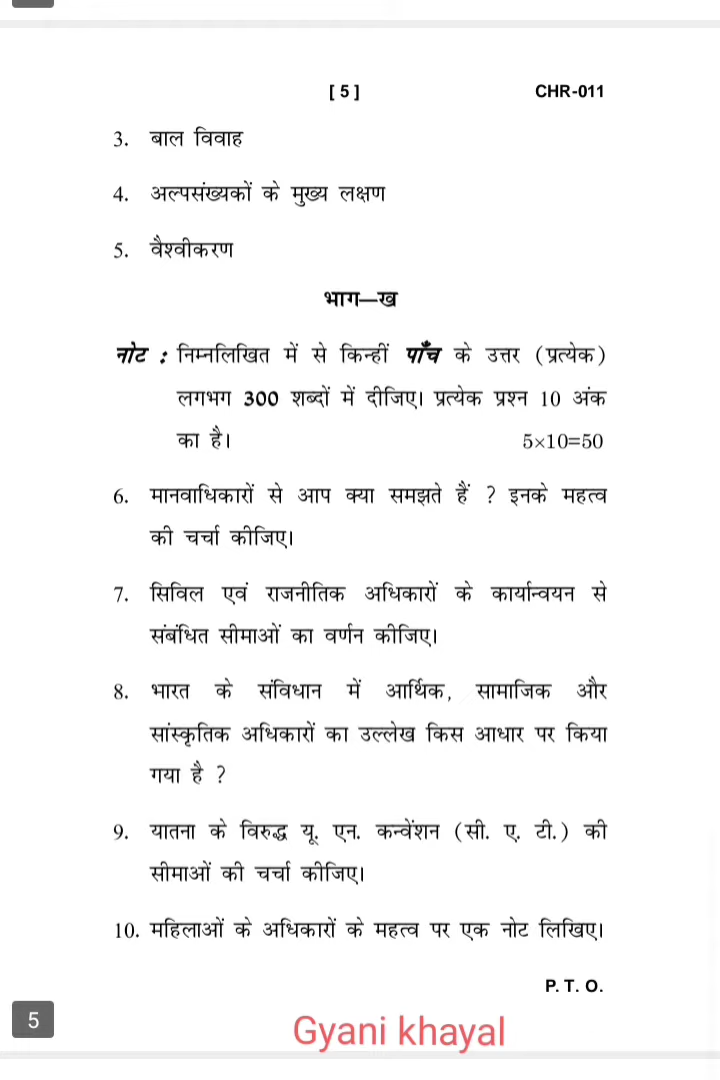 [ 5 ] CHR-011
3. बाल विवाह
4. अल्पसंख्यकों के मुख्य लक्षण
5. वैश्वीकरण
भाग—ख
नोट : निम्नलिखित में से किन्हीं पाँच के उत्तर (प्रत्येक)
लगभग 300 शब्दों में दीजिए। प्रत्येक प्रश्न 10 अंक
का है। 5×10=50
6. मानवाधिकारों से आप क्या समझते हैं ? इनके महत्व
की चर्चा कीजिए।
7. सिविल एवं राजनीतिक अधिकारों के कार्यान्वयन से
संबंधित सीमाओं का वर्णन कीजिए।
8. भारत के संविधान में आर्थिक, सामाजिक और
सांस्कृतिक अधिकारों का उल्लेख किस आधार पर किया
गया है ?
9. यातना के विरुद्ध यू. एन. कन्वेंशन (सी. ए. टी.) की
सीमाओं की चर्चा कीजिए।
10. महिलाओं के अधिकारों के महत्व पर एक नोट लिखिए।
P. T. O.
5
Gyani khayal